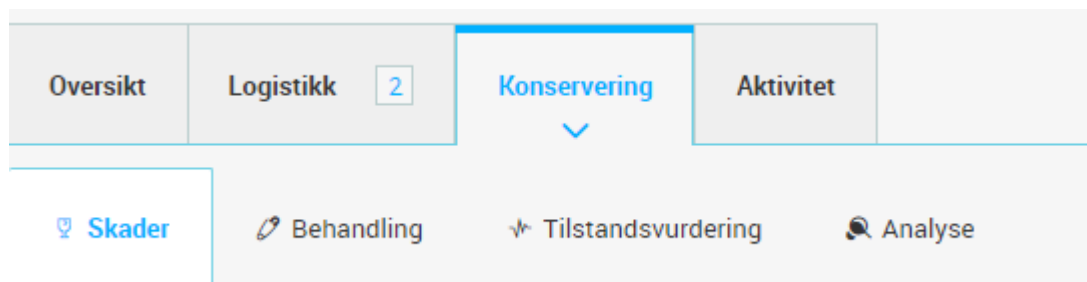 Oversikt Logistikk 2 Konservering Aktivitet
Skader Behandling Tilstandsvurdering Analyse